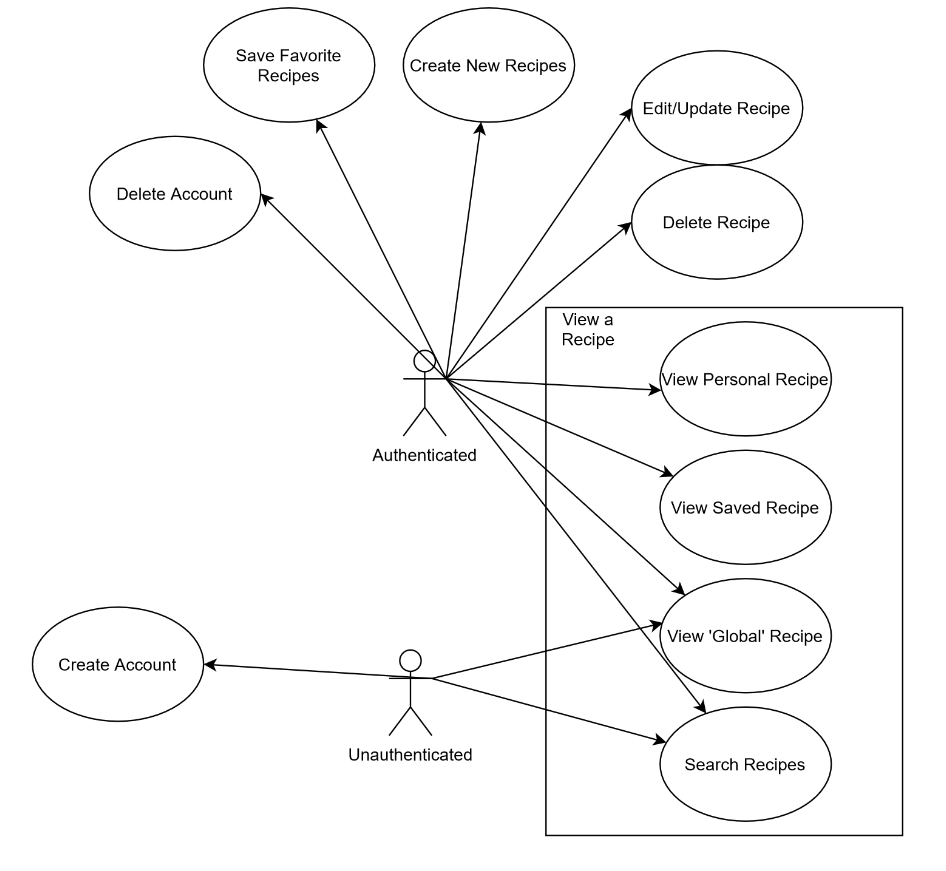 Save Favorite
Recipes
Create New Recipes
Edit/Update Recipe
Delete Account
Delete Recipe
View a
Recipe
View Personal Recipe
Authenticated
View Saved Recipe
View 'Global' Recipe
Create Account
Unauthenticated
Search Recipes